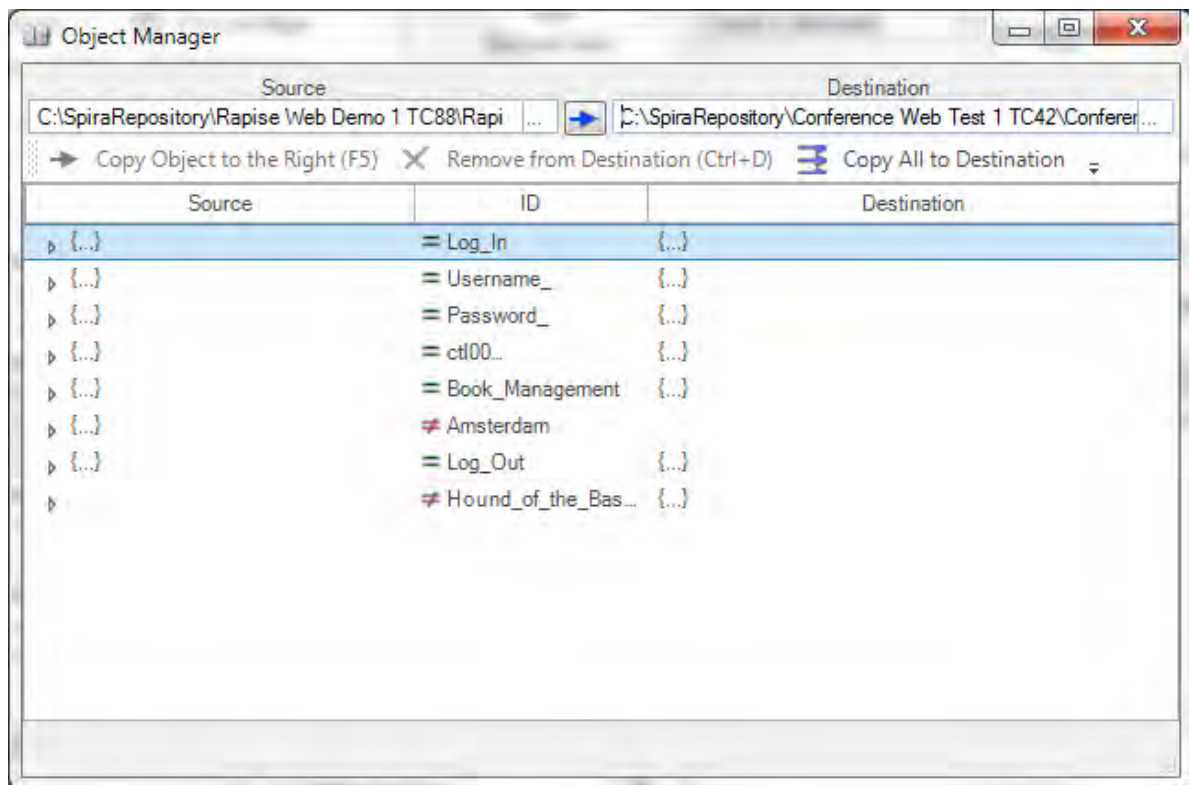 Object Manager
Source Destination
C:\SpiraRepository\Rapise Web Demo 1 TC88\Rapi ... C:\SpiraRepository\Conference Web Test 1 TC42\Conferer ...
Copy Object to the Right (F5) Remove from Destination (Ctrl+D) Copy All to Destination
Source ID Destination
{...} = Log_In {...}
{...} = Username_ {...}
{...} = Password_ {...}
{...} = ctl00... {...}
{...} = Book_Management {...}
{...} ≠ Amsterdam
{...} = Log_Out {...}
≠ Hound_of_the_Bas... {...}